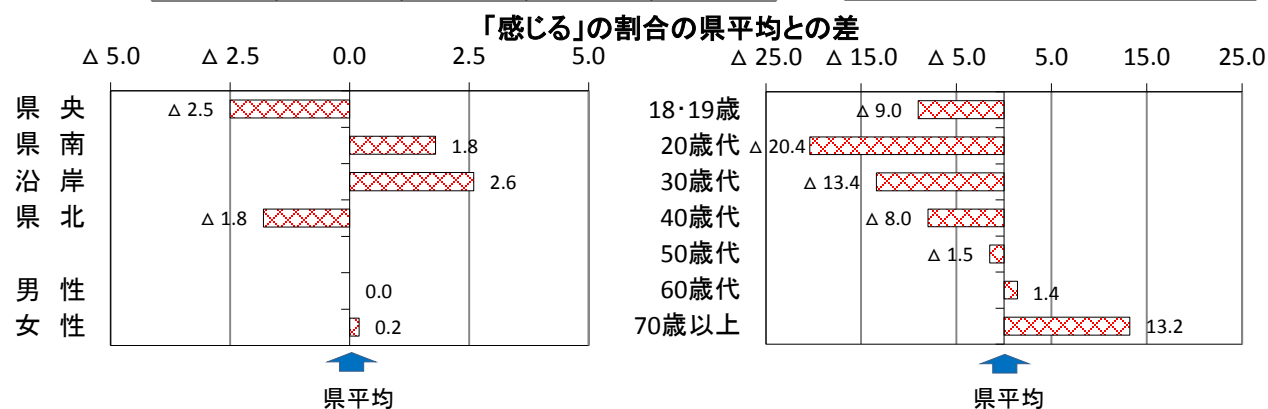 「感じる」の割合の県平均との差
△ 5.0 △ 2.5 0.0 2.5 5.0
県 央 △ 2.5
県 南 1.8
沿 岸 2.6
県 北 △ 1.8
男 性 0.0
女 性 0.2
県平均
△ 25.0 △ 15.0 △ 5.0 5.0 15.0 25.0
18･19歳 △ 9.0
20歳代 △ 20.4
30歳代 △ 13.4
40歳代 △ 8.0
50歳代 △ 1.5
60歳代 1.4
70歳以上 13.2
県平均